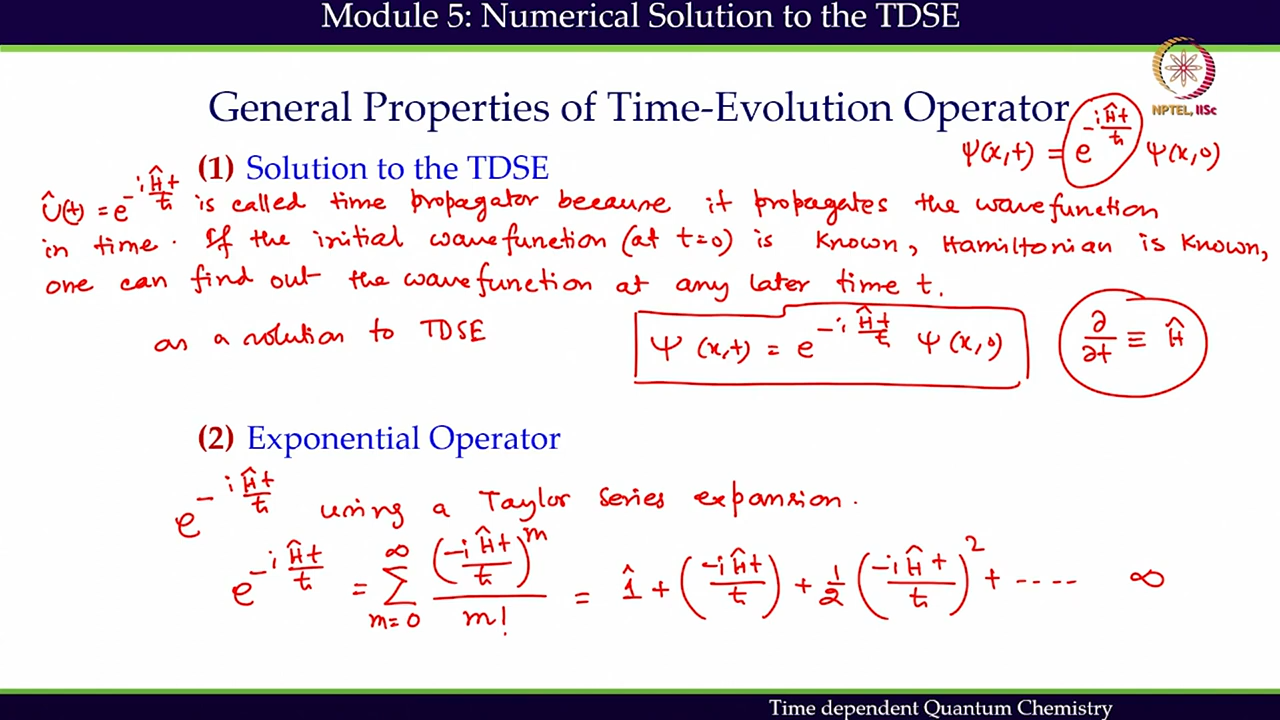 Module 5: Numerical Solution to the TDSE
NPTEL, IISc
General Properties of Time-Evolution Operator
Ψ(x,t) = e^{-iĤt/ħ} Ψ(x,0)
(1) Solution to the TDSE
Û(t) = e^{-iĤt/ħ} is called time propagator because it propagates the wavefunction
in time. If the initial wavefunction (at t=0) is known, Hamiltonian is known,
one can find out the wavefunction at any later time t.
as a solution to TDSE Ψ(x,t) = e^{-iĤt/ħ} Ψ(x,0) ∂/∂t ≡ Ĥ
(2) Exponential Operator
e^{-iĤt/ħ} using a Taylor series expansion.
e^{-iĤt/ħ} = ∑_{m=0}^{∞} (-iĤt/ħ)^m / m! = 1̂ + (-iĤt/ħ) + 1/2 (-iĤt/ħ)^2 + ---- ∞
Time dependent Quantum Chemistry